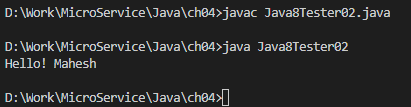 D:\Work\MicroService\Java\ch04>javac Java8Tester02.java
D:\Work\MicroService\Java\ch04>java Java8Tester02
Hello! Mahesh
D:\Work\MicroService\Java\ch04>